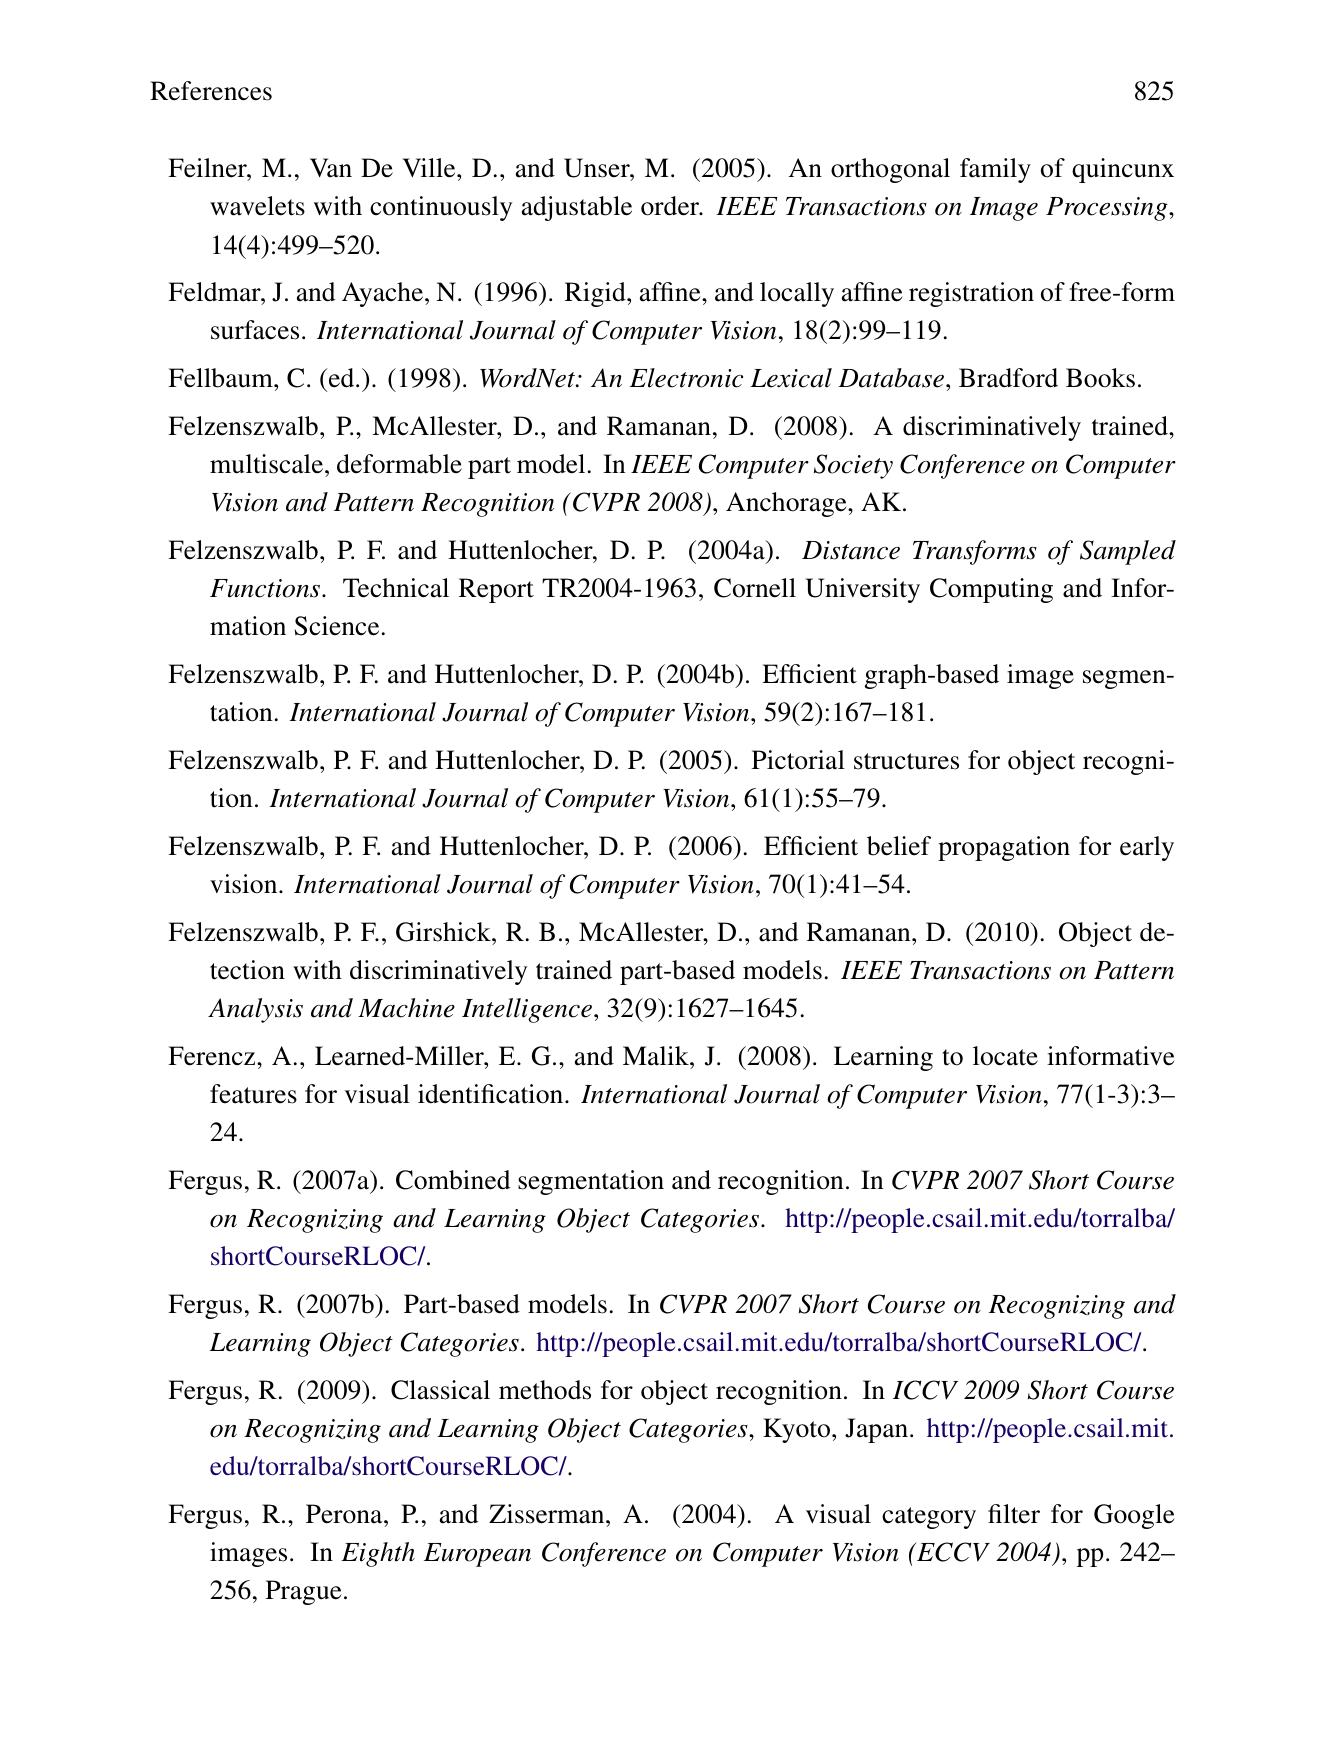 References 825
Feilner, M., Van De Ville, D., and Unser, M. (2005). An orthogonal family of quincunx
wavelets with continuously adjustable order. IEEE Transactions on Image Processing,
14(4):499–520.
Feldmar, J. and Ayache, N. (1996). Rigid, affine, and locally affine registration of free-form
surfaces. International Journal of Computer Vision, 18(2):99–119.
Fellbaum, C. (ed.). (1998). WordNet: An Electronic Lexical Database, Bradford Books.
Felzenszwalb, P., McAllester, D., and Ramanan, D. (2008). A discriminatively trained,
multiscale, deformable part model. In IEEE Computer Society Conference on Computer
Vision and Pattern Recognition (CVPR 2008), Anchorage, AK.
Felzenszwalb, P. F. and Huttenlocher, D. P. (2004a). Distance Transforms of Sampled
Functions. Technical Report TR2004-1963, Cornell University Computing and Infor-
mation Science.
Felzenszwalb, P. F. and Huttenlocher, D. P. (2004b). Efficient graph-based image segmen-
tation. International Journal of Computer Vision, 59(2):167–181.
Felzenszwalb, P. F. and Huttenlocher, D. P. (2005). Pictorial structures for object recogni-
tion. International Journal of Computer Vision, 61(1):55–79.
Felzenszwalb, P. F. and Huttenlocher, D. P. (2006). Efficient belief propagation for early
vision. International Journal of Computer Vision, 70(1):41–54.
Felzenszwalb, P. F., Girshick, R. B., McAllester, D., and Ramanan, D. (2010). Object de-
tection with discriminatively trained part-based models. IEEE Transactions on Pattern
Analysis and Machine Intelligence, 32(9):1627–1645.
Ferencz, A., Learned-Miller, E. G., and Malik, J. (2008). Learning to locate informative
features for visual identification. International Journal of Computer Vision, 77(1-3):3–
24.
Fergus, R. (2007a). Combined segmentation and recognition. In CVPR 2007 Short Course
on Recognizing and Learning Object Categories. http://people.csail.mit.edu/torralba/
shortCourseRLOC/.
Fergus, R. (2007b). Part-based models. In CVPR 2007 Short Course on Recognizing and
Learning Object Categories. http://people.csail.mit.edu/torralba/shortCourseRLOC/.
Fergus, R. (2009). Classical methods for object recognition. In ICCV 2009 Short Course
on Recognizing and Learning Object Categories, Kyoto, Japan. http://people.csail.mit.
edu/torralba/shortCourseRLOC/.
Fergus, R., Perona, P., and Zisserman, A. (2004). A visual category filter for Google
images. In Eighth European Conference on Computer Vision (ECCV 2004), pp. 242–
256, Prague.